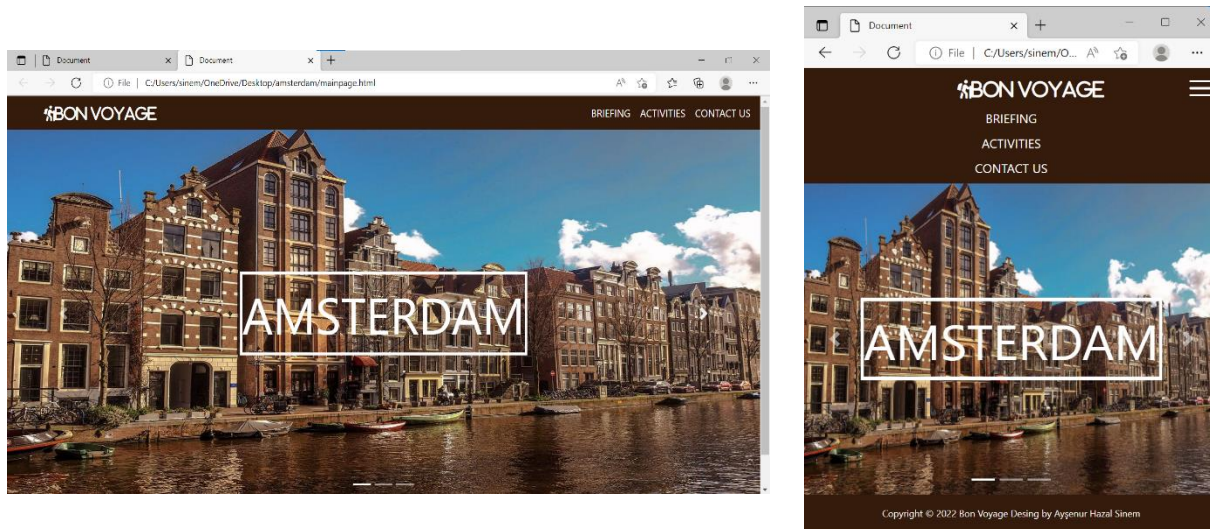 Document
Document
File | C:/Users/sinem/OneDrive/Desktop/amsterdam/mainpage.html
BON VOYAGE
BRIEFING ACTIVITIES CONTACT US
AMSTERDAM
Document
File | C:/Users/sinem/O...
BON VOYAGE
BRIEFING
ACTIVITIES
CONTACT US
AMSTERDAM
Copyright © 2022 Bon Voyage Desing by Ayşenur Hazal Sinem